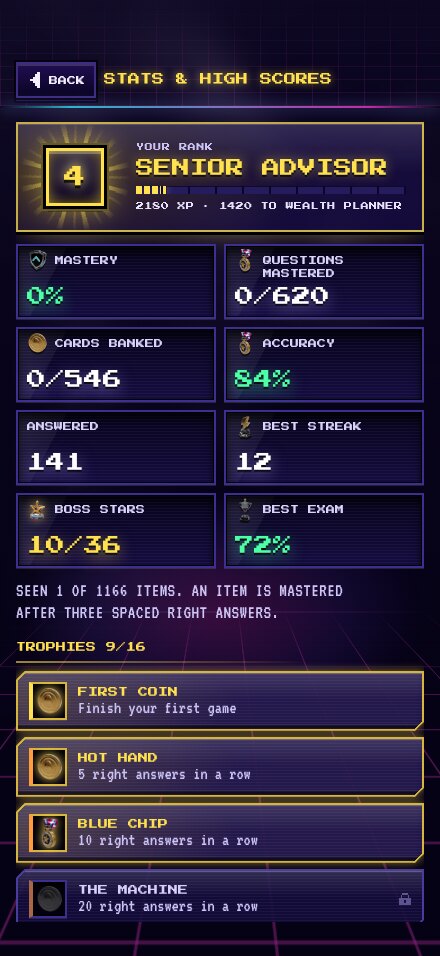 BACK
STATS & HIGH SCORES
4
YOUR RANK
SENIOR ADVISOR
2180 XP · 1420 TO WEALTH PLANNER
MASTERY
0%
QUESTIONS
MASTERED
0/620
CARDS BANKED
0/546
ACCURACY
84%
ANSWERED
141
BEST STREAK
12
BOSS STARS
10/36
BEST EXAM
72%
SEEN 1 OF 1166 ITEMS. AN ITEM IS MASTERED
AFTER THREE SPACED RIGHT ANSWERS.
TROPHIES 9/16
FIRST COIN
Finish your first game
HOT HAND
5 right answers in a row
BLUE CHIP
10 right answers in a row
THE MACHINE
20 right answers in a row